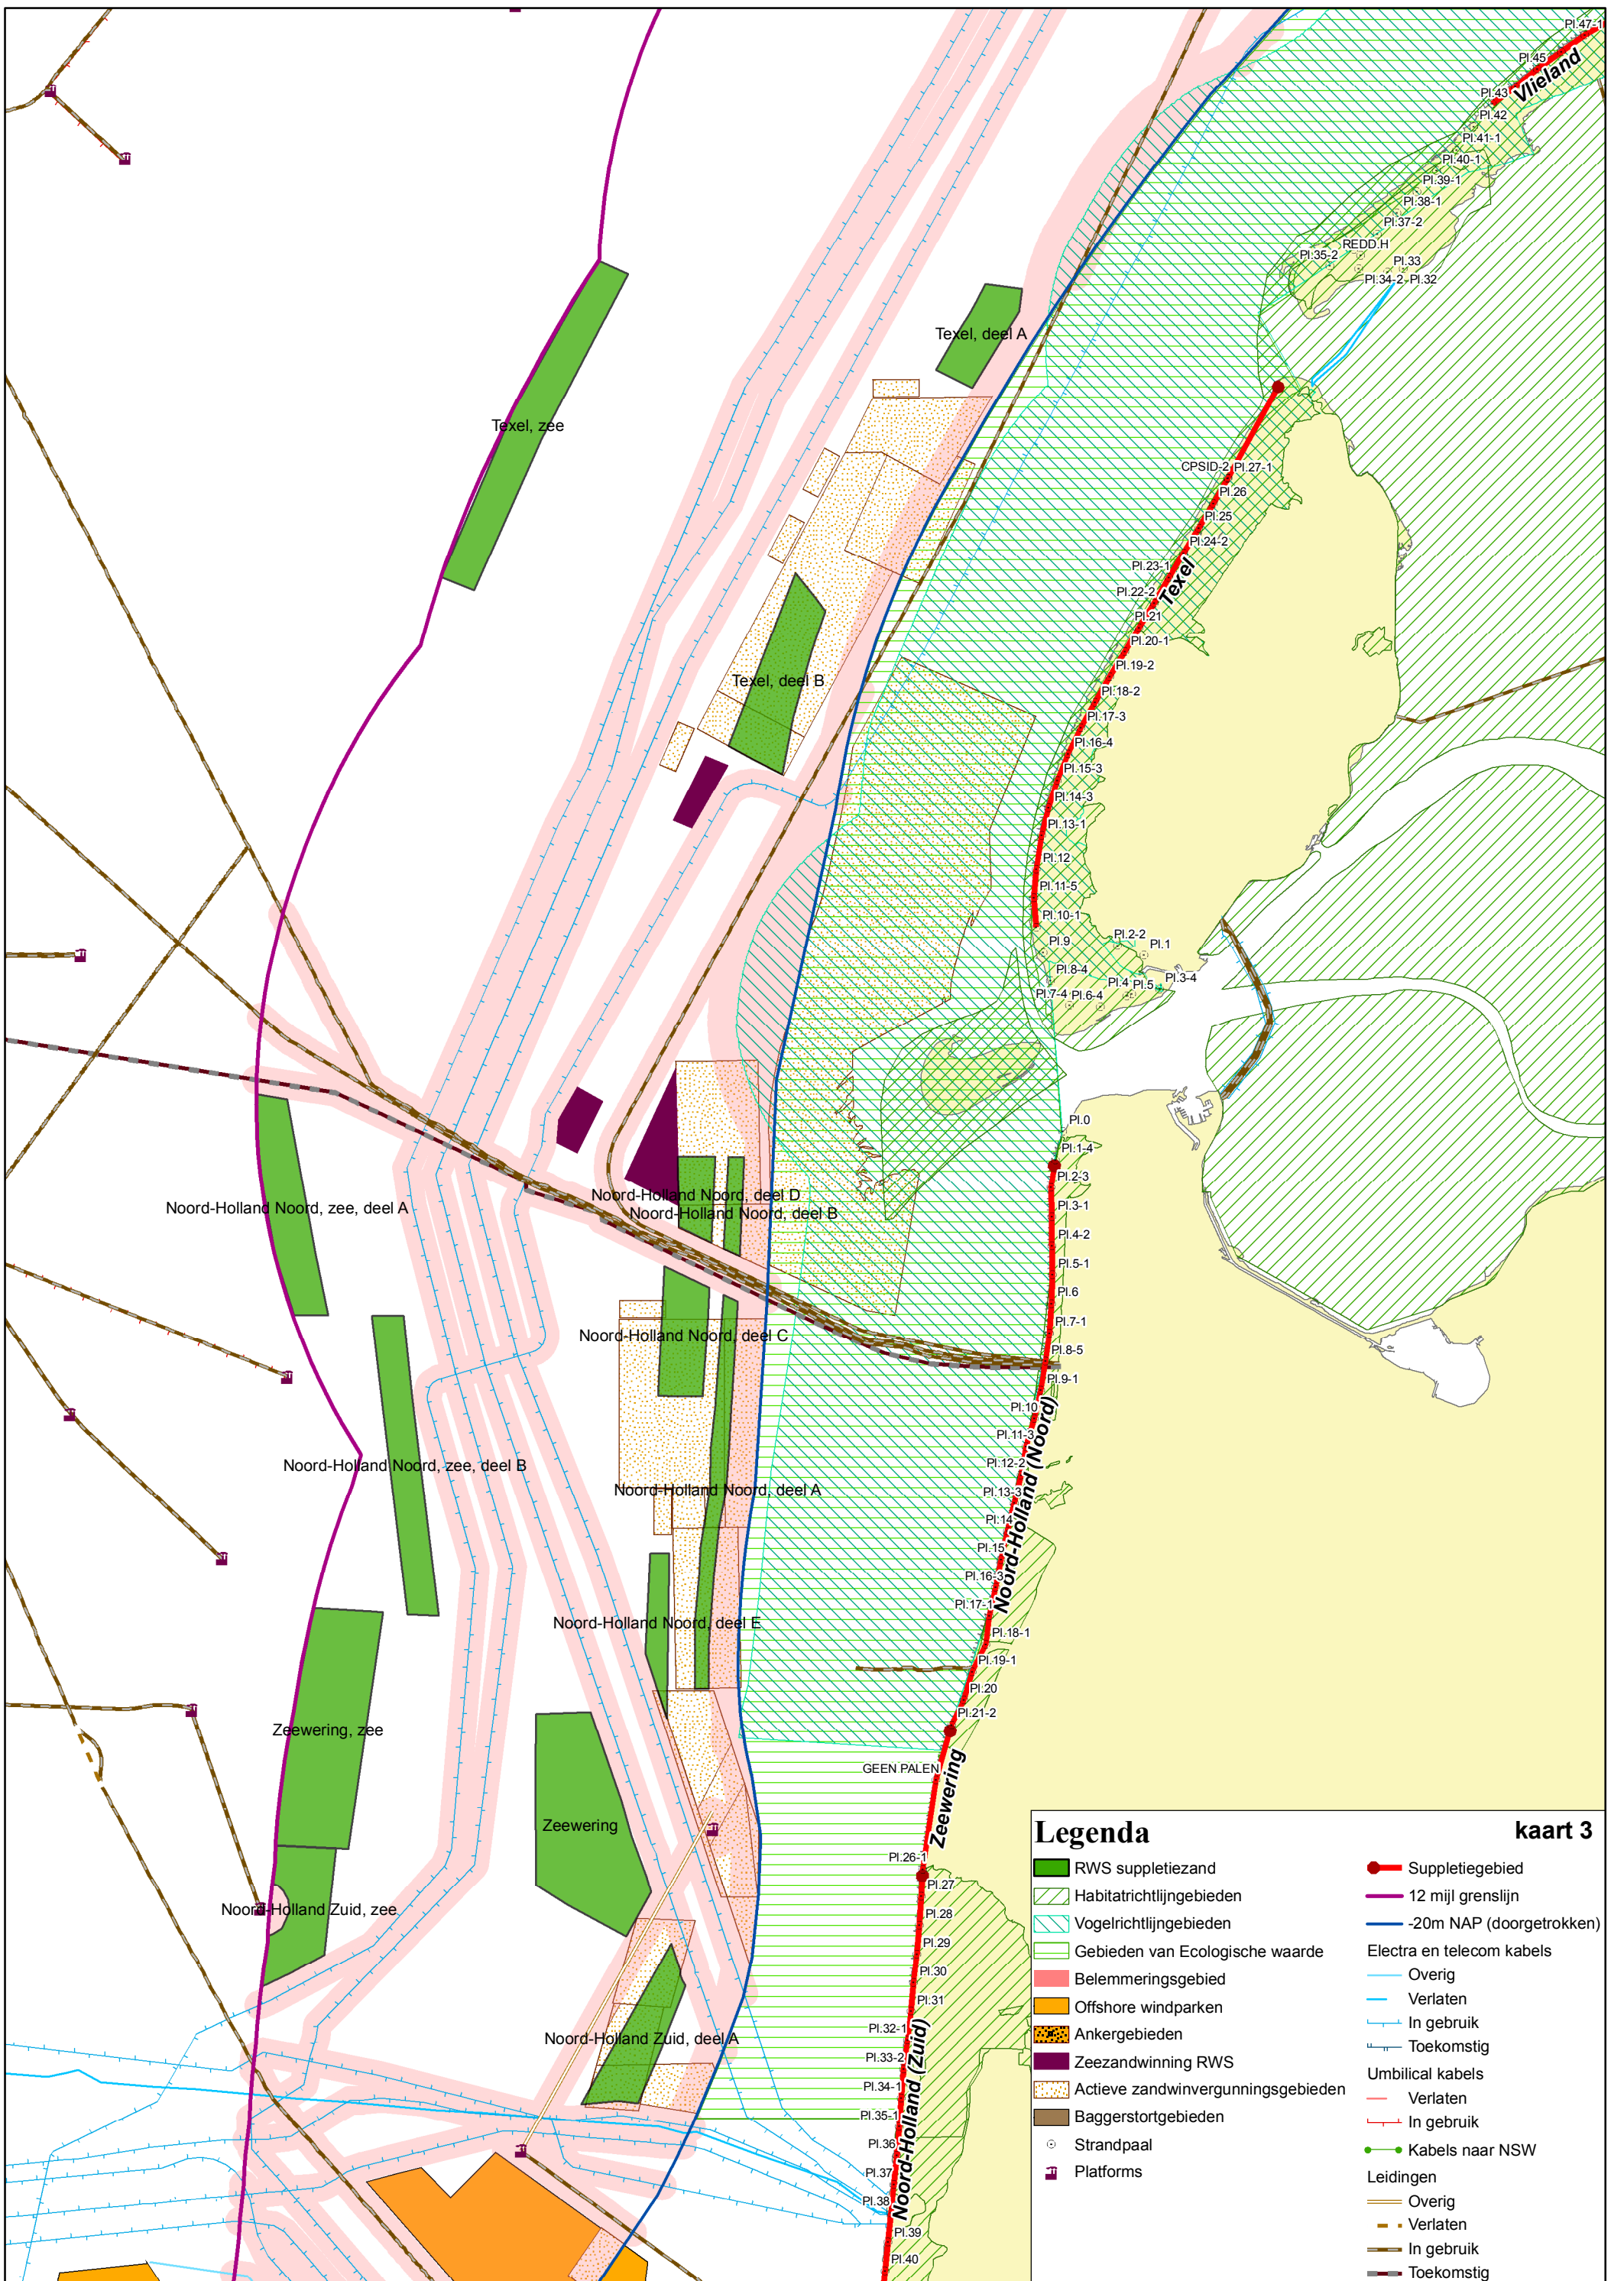 Pl.47-1
Pl.45
Vlieland
Pl.43
Pl.42
Pl.41-1
Pl.40-1
Pl.39-1
Pl.38-1
Pl.37-2
REDD.H
Pl.35-2
Pl.33
Pl.34-2
Pl.32
Texel, deel A
Texel, zee
CPSID-2
Pl.27-1
Pl.26
Pl.25
Pl.24-2
Pl.23-1
Texel
Pl.22-2
Pl.21
Pl.20-1
Pl.19-2
Texel, deel B
Pl.18-2
Pl.17-3
Pl.16-4
Pl.15-3
Pl.14-3
Pl.13-1
Pl.12
Pl.11-5
Pl.10-1
Pl.9
Pl.2-2
Pl.1
Pl.8-4
Pl.3-4
Pl.4
Pl.5
Pl.7-4
Pl.6-4
Pl.0
Pl.1-4
Pl.2-3
Noord-Holland Noord, deel D
Pl.3-1
Noord-Holland Noord, zee, deel A
Noord-Holland Noord, deel B
Pl.4-2
Pl.5-1
Pl.6
Pl.7-1
Noord-Holland Noord, deel C
Pl.8-5
Pl.9-1
Pl.10
Noord-Holland (Noord)
Pl.11-3
Pl.12-2
Noord-Holland Noord, zee, deel B
Noord-Holland Noord, deel A
Pl.13-3
Pl.14
Pl.15
Pl.16-3
Pl.17-1
Noord-Holland Noord, deel E
Pl.18-1
Pl.19-1
Pl.20
Pl.21-2
Zeewering, zee
GEEN PALEN
Zeewering
Zeewering
Pl.26-1
Pl.27
Noord-Holland Zuid, zee
Pl.28
Pl.29
Pl.30
Pl.31
Pl.32-1
Noord-Holland Zuid, deel A
Noord-Holland (Zuid)
Pl.33-2
Pl.34-1
Pl.35-1
Pl.36
Pl.37
Pl.38
Pl.39
Pl.40
Legenda
kaart 3
RWS suppletiezand
Habitatrichtlijngebieden
Vogelrichtlijngebieden
Gebieden van Ecologische waarde
Belemmeringsgebied
Offshore windparken
Ankergebieden
Zeezandwinning RWS
Actieve zandwinvergunningsgebieden
Baggerstortgebieden
Strandpaal
Platforms
Suppletiegebied
12 mijl grenslijn
-20m NAP (doorgetrokken)
Electra en telecom kabels
Overig
Verlaten
In gebruik
Toekomstig
Umbilical kabels
Verlaten
In gebruik
Kabels naar NSW
Leidingen
Overig
Verlaten
In gebruik
Toekomstig